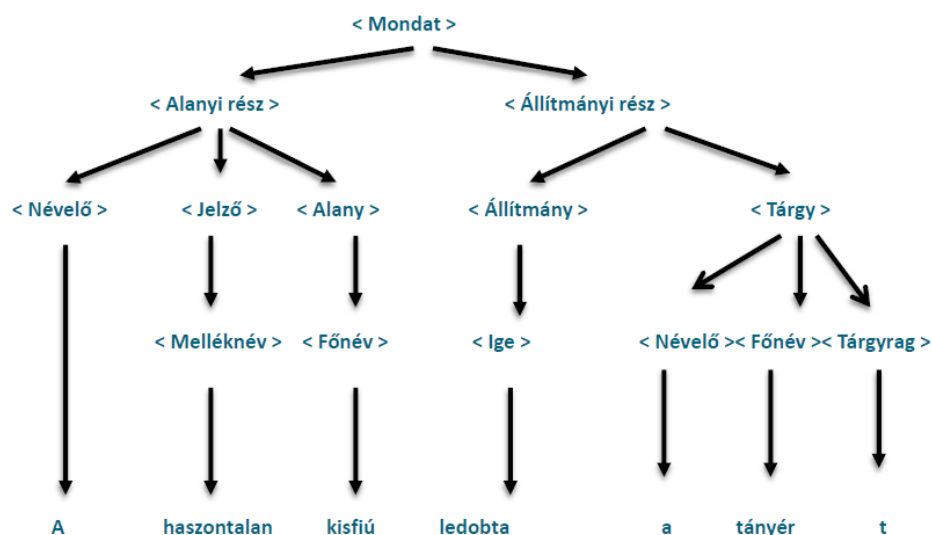 < Mondat >
< Alanyi rész > < Állítmányi rész >
< Névelő > < Jelző > < Alany > < Állítmány > < Tárgy >
< Melléknév > < Főnév > < Ige > < Névelő >< Főnév >< Tárgyrag >
A haszontalan kisfiú ledobta a tányér t